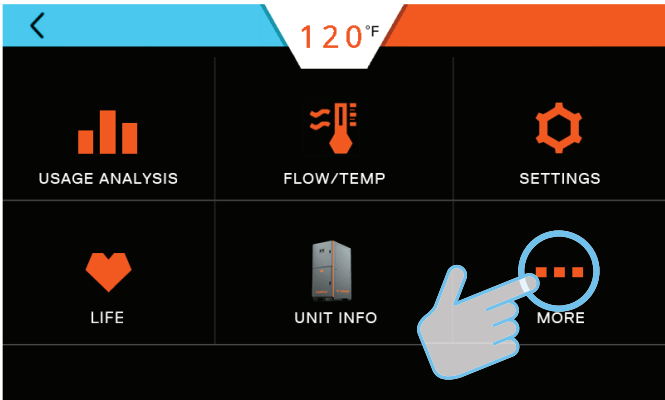 120°F
USAGE ANALYSIS
FLOW/TEMP
SETTINGS
LIFE
UNIT INFO
MORE